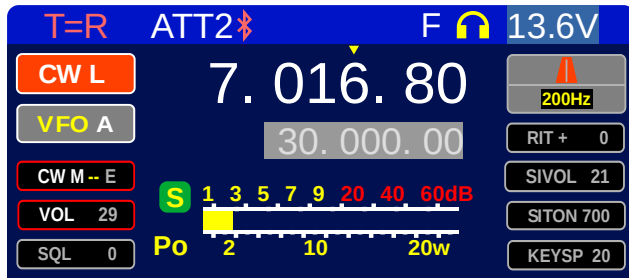 T=R ATT2 F 13.6V
CW L 7. 016. 80 200Hz
VFO A 30. 000. 00 RIT + 0
CW M -- E S 1 3 5 7 9 20 40 60dB SIVOL 21
VOL 29 SITON 700
SQL 0 Po 2 10 20w KEYSP 20